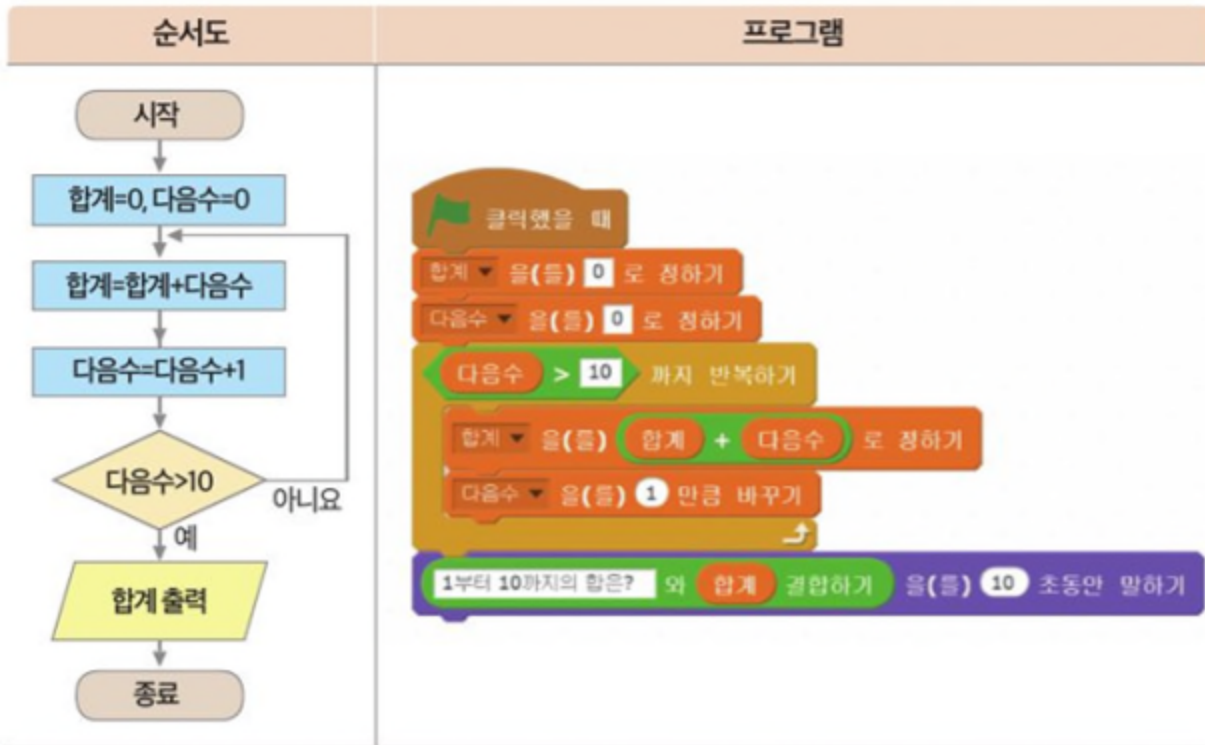 순서도
프로그램
시작
합계=0, 다음수=0
합계=합계+다음수
다음수=다음수+1
다음수>10
아니요
예
합계 출력
종료
클릭했을 때
합계 을(를) 0 로 정하기
다음수 을(를) 0 로 정하기
다음수 > 10 까지 반복하기
합계 을(를) 합계 + 다음수 로 정하기
다음수 을(를) 1 만큼 바꾸기
1부터 10까지의 합은? 와 합계 결합하기 을(를) 10 초동안 말하기